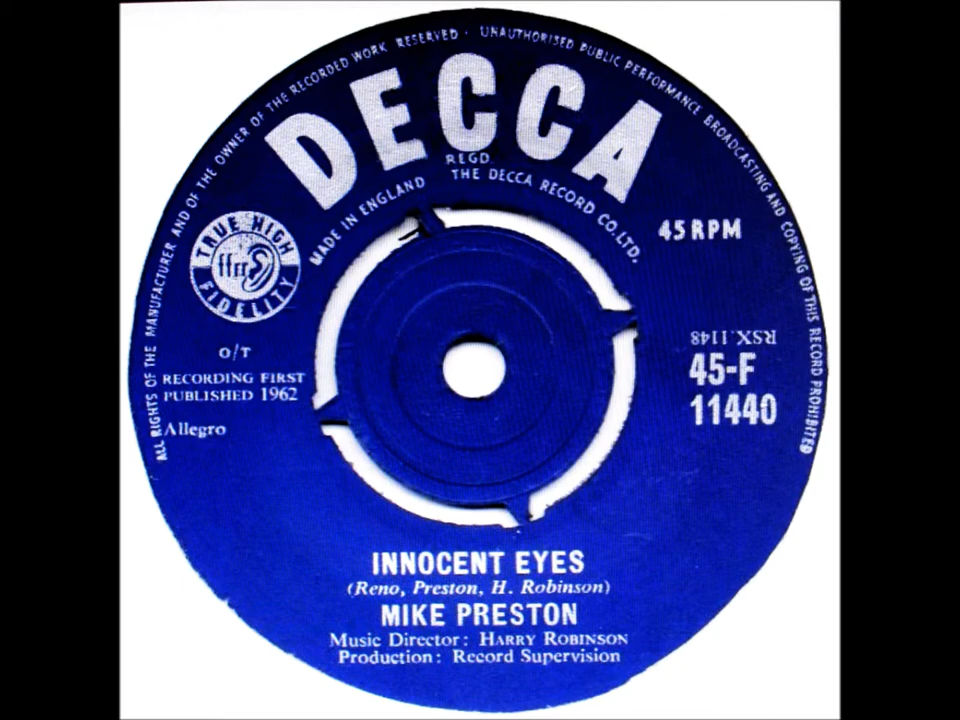 ALL RIGHTS OF THE MANUFACTURER AND OF THE OWNER OF THE RECORDED WORK RESERVED · UNAUTHORISED PUBLIC PERFORMANCE BROADCASTING AND COPYING OF THIS RECORD PROHIBITED
DECCA
REGD.
MADE IN ENGLAND THE DECCA RECORD CO. LTD.
TRUE HIGH
ffrr
FIDELITY
45 RPM
RSX.1148
45-F
11440
O/T
RECORDING FIRST
PUBLISHED 1962
Allegro
INNOCENT EYES
(Reno, Preston, H. Robinson)
MIKE PRESTON
Music Director: HARRY ROBINSON
Production: Record Supervision